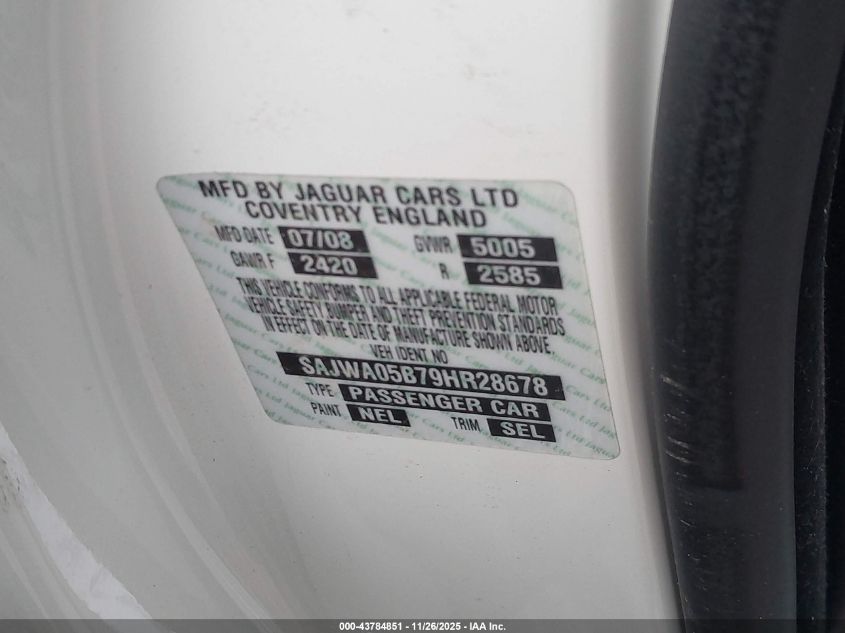 MFD BY JAGUAR CARS LTD
COVENTRY ENGLAND
MFD DATE 07/08 GVWR 5005
GAWR F 2420 R 2585
THIS VEHICLE CONFORMS TO ALL APPLICABLE FEDERAL MOTOR
VEHICLE SAFETY BUMPER AND THEFT PREVENTION STANDARDS
IN EFFECT ON THE DATE OF MANUFACTURE SHOWN ABOVE
VEH IDENT NO
SAJWA05B79HR28678
TYPE PASSENGER CAR
PAINT NEL TRIM SEL
000-43784851 | 11/26/2025 - IAA Inc.